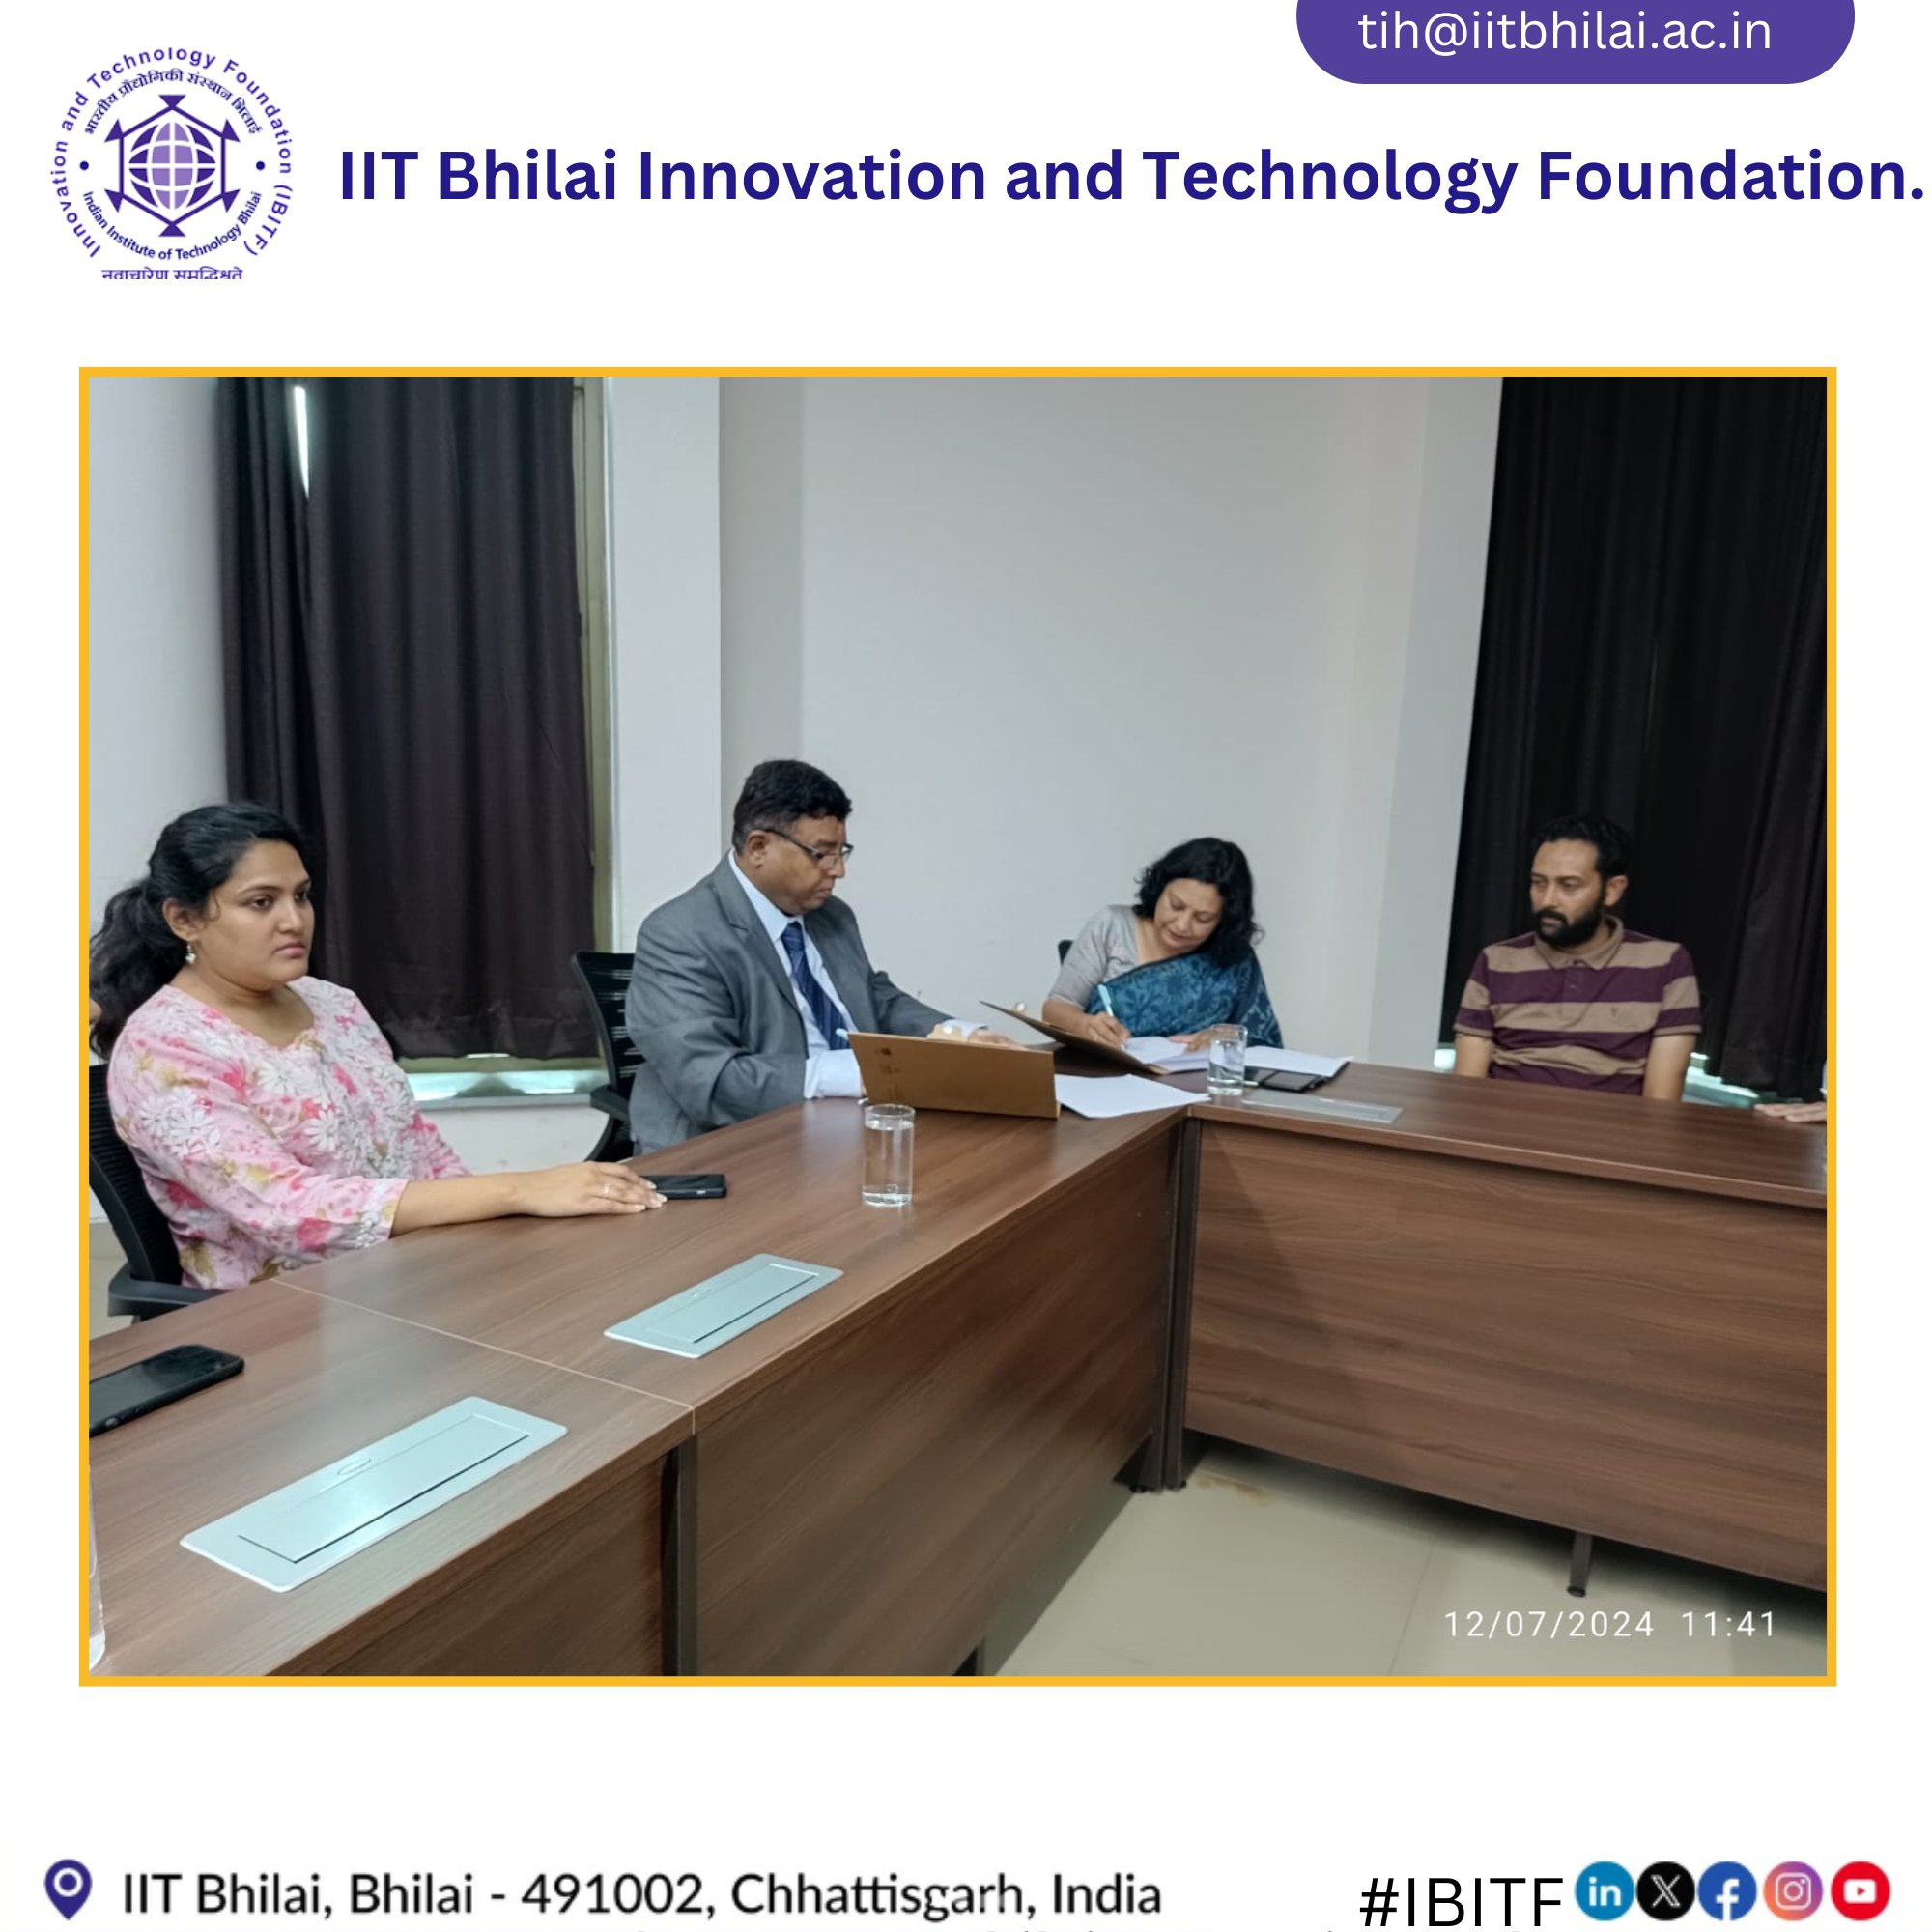 tih@iitbhilai.ac.in
Innovation and Technology Foundation (IBITF)
भारतीय प्रौद्योगिकी संस्थान भिलाई
Indian Institute of Technology Bhilai
IIT Bhilai Innovation and Technology Foundation.
12/07/2024 11:41
IIT Bhilai, Bhilai - 491002, Chhattisgarh, India
#IBITF